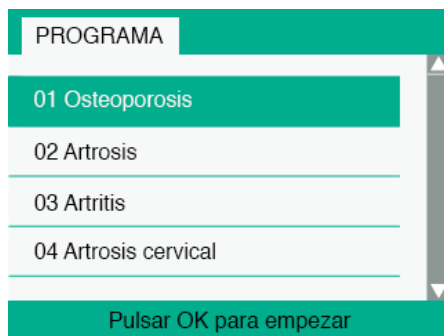 PROGRAMA
01 Osteoporosis
02 Artrosis
03 Artritis
04 Artrosis cervical
Pulsar OK para empezar